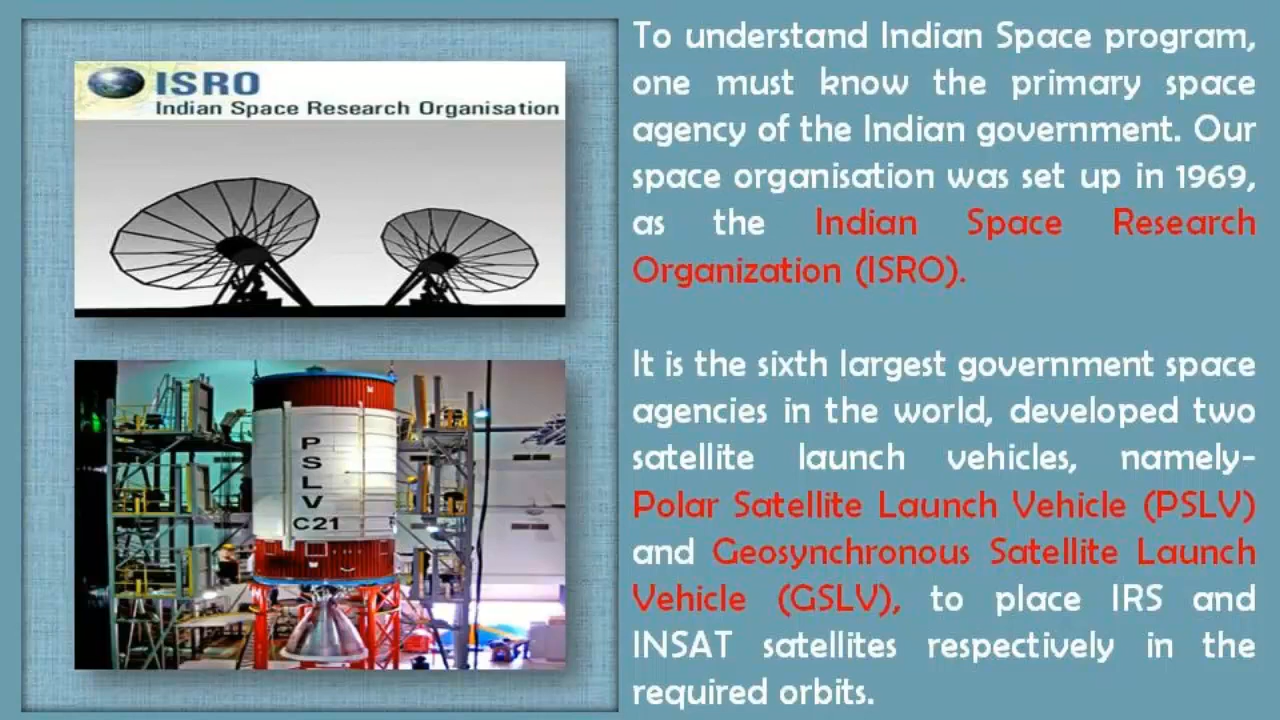 ISRO
Indian Space Research Organisation
P
S
L
V
C21
To understand Indian Space program,
one must know the primary space
agency of the Indian government. Our
space organisation was set up in 1969,
as the Indian Space Research
Organization (ISRO).
It is the sixth largest government space
agencies in the world, developed two
satellite launch vehicles, namely-
Polar Satellite Launch Vehicle (PSLV)
and Geosynchronous Satellite Launch
Vehicle (GSLV), to place IRS and
INSAT satellites respectively in the
required orbits.